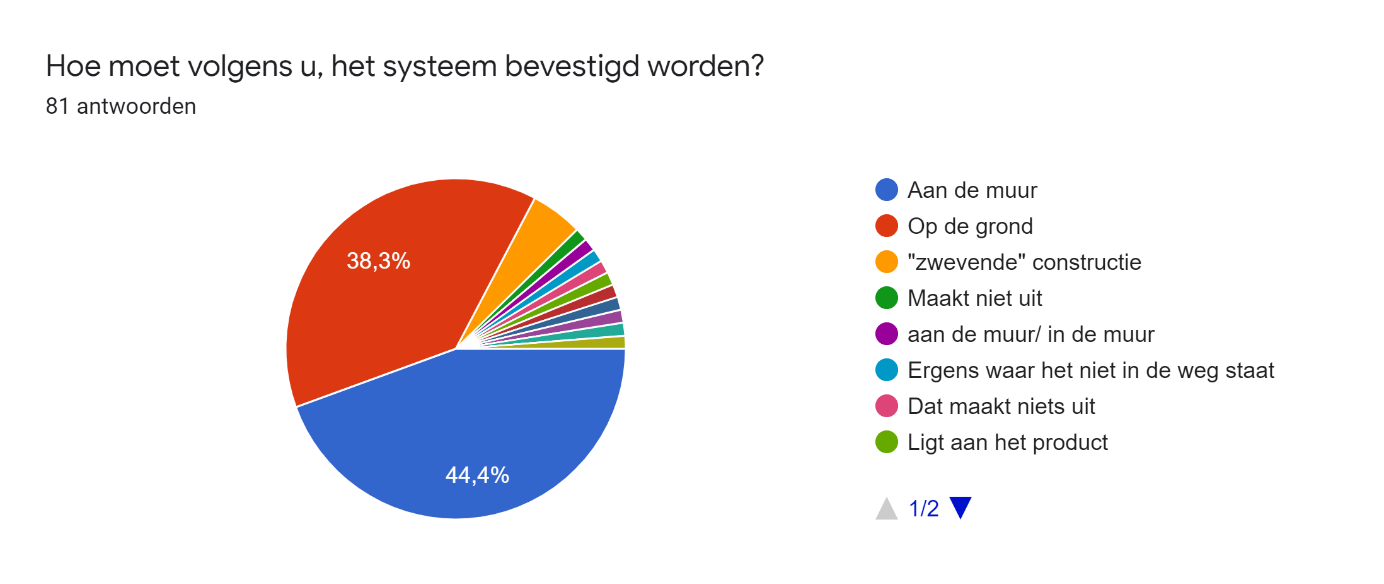 Hoe moet volgens u, het systeem bevestigd worden?
81 antwoorden
38,3%
44,4%
Aan de muur
Op de grond
"zwevende" constructie
Maakt niet uit
aan de muur/ in de muur
Ergens waar het niet in de weg staat
Dat maakt niets uit
Ligt aan het product
1/2